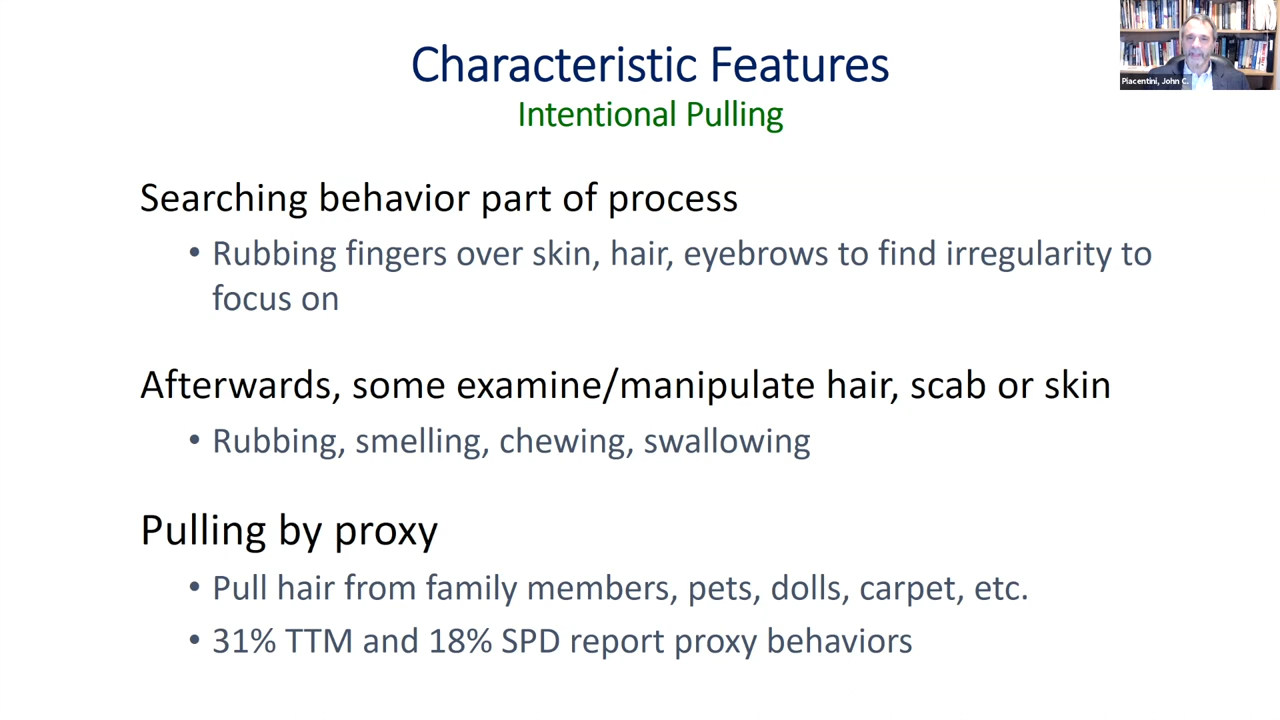 Characteristic Features
Intentional Pulling
Piacentini, John C.
Searching behavior part of process
• Rubbing fingers over skin, hair, eyebrows to find irregularity to
focus on
Afterwards, some examine/manipulate hair, scab or skin
• Rubbing, smelling, chewing, swallowing
Pulling by proxy
• Pull hair from family members, pets, dolls, carpet, etc.
• 31% TTM and 18% SPD report proxy behaviors